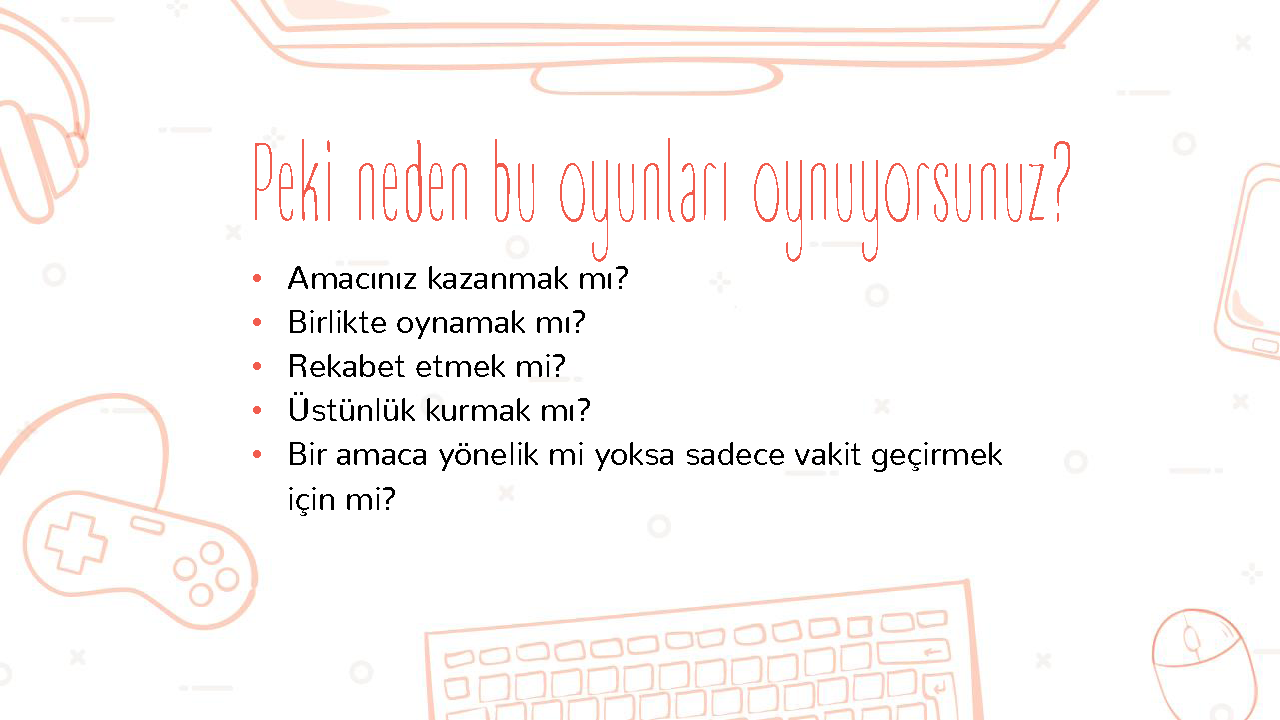 Peki neden bu oyunları oynuyorsunuz?
• Amacınız kazanmak mı?
• Birlikte oynamak mı?
• Rekabet etmek mi?
• Üstünlük kurmak mı?
• Bir amaca yönelik mi yoksa sadece vakit geçirmek
için mi?